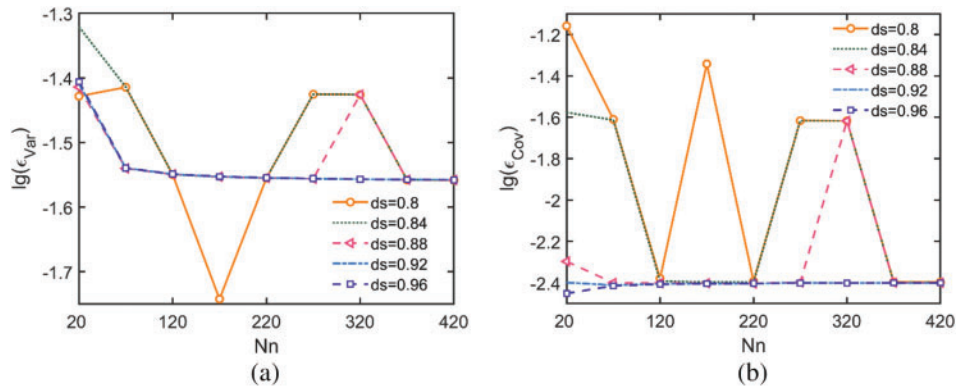 (a)
-1.3
-1.4
-1.5
-1.6
-1.7
lg(ϵVar)
ds=0.8
ds=0.84
ds=0.88
ds=0.92
ds=0.96
20 120 220 320 420
Nn
(a)
(b)
-1.2
-1.4
-1.6
-1.8
-2
-2.2
-2.4
lg(ϵCov)
ds=0.8
ds=0.84
ds=0.88
ds=0.92
ds=0.96
20 120 220 320 420
Nn
(b)